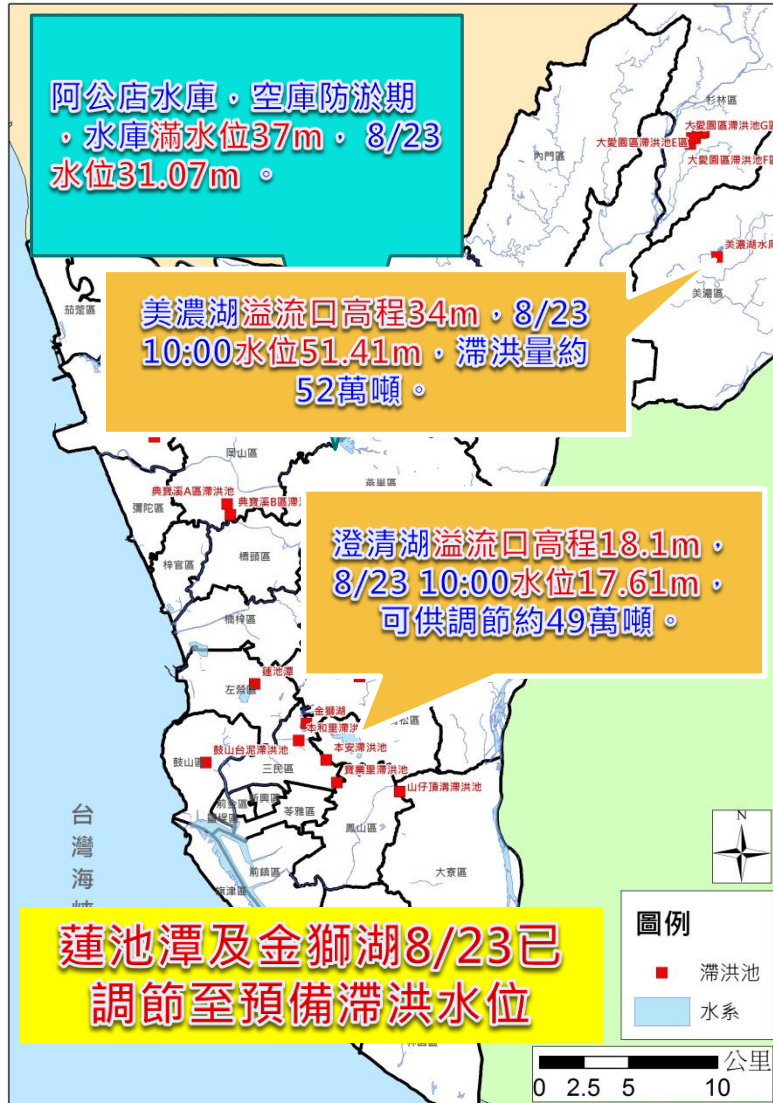 阿公店水庫，空庫防淤期
，水庫滿水位37m， 8/23
水位31.07m 。
杉林區
大愛園區滯洪池G區
大愛園區滯洪池E區
大愛園區滯洪池F區
內門區
美濃湖水庫
美濃區
茄萣區
美濃湖溢流口高程34m，8/23
10:00水位51.41m，滯洪量約
52萬噸。
岡山區
燕巢區
典寶溪A區滯洪池
典寶溪B區滯
彌陀區
橋頭區
梓官區
澄清湖溢流口高程18.1m，
8/23 10:00水位17.61m，
可供調節約49萬噸。
楠梓區
蓮池潭
左營區
金獅湖
本和里滯洪
鼓山台泥滯洪池
本安滯洪池
鼓山區
三民區
寶業里滯洪池
山仔頂溝滯洪池
新興區
前金區
苓雅區
鳳山區
大寮區
前鎮區
旗津區
台灣海
蓮池潭及金獅湖8/23已
調節至預備滯洪水位
N
圖例
滯洪池
水系
公里
0 2.5 5 10